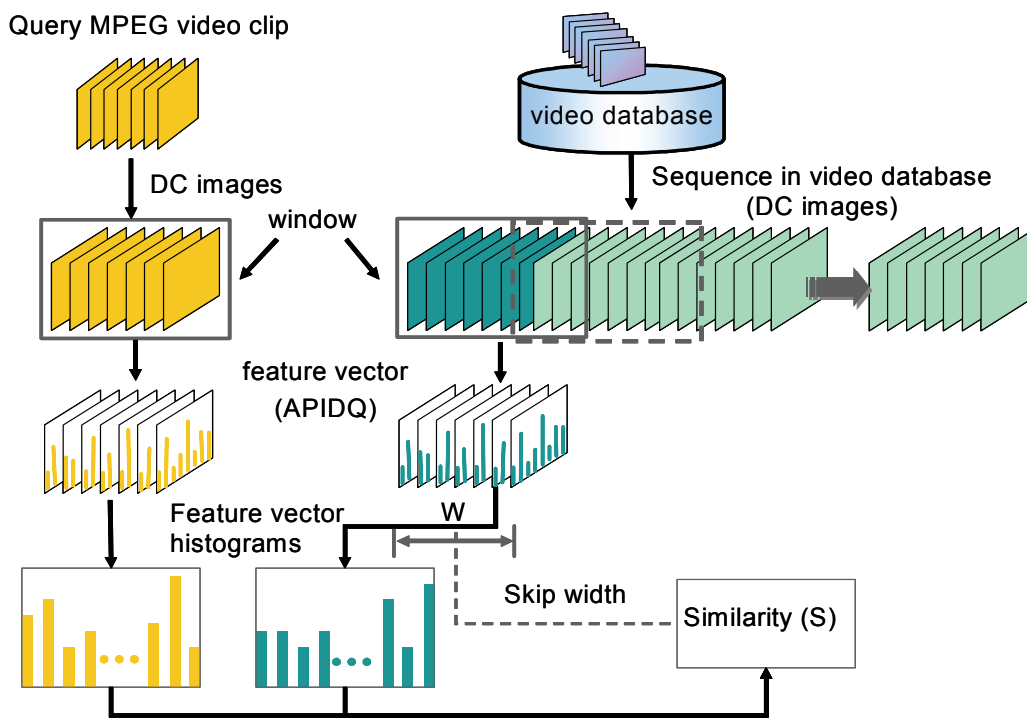 Query MPEG video clip
video database
DC images
Sequence in video database
(DC images)
window
feature vector
(APIDQ)
Feature vector
histograms
W
Skip width
Similarity (S)